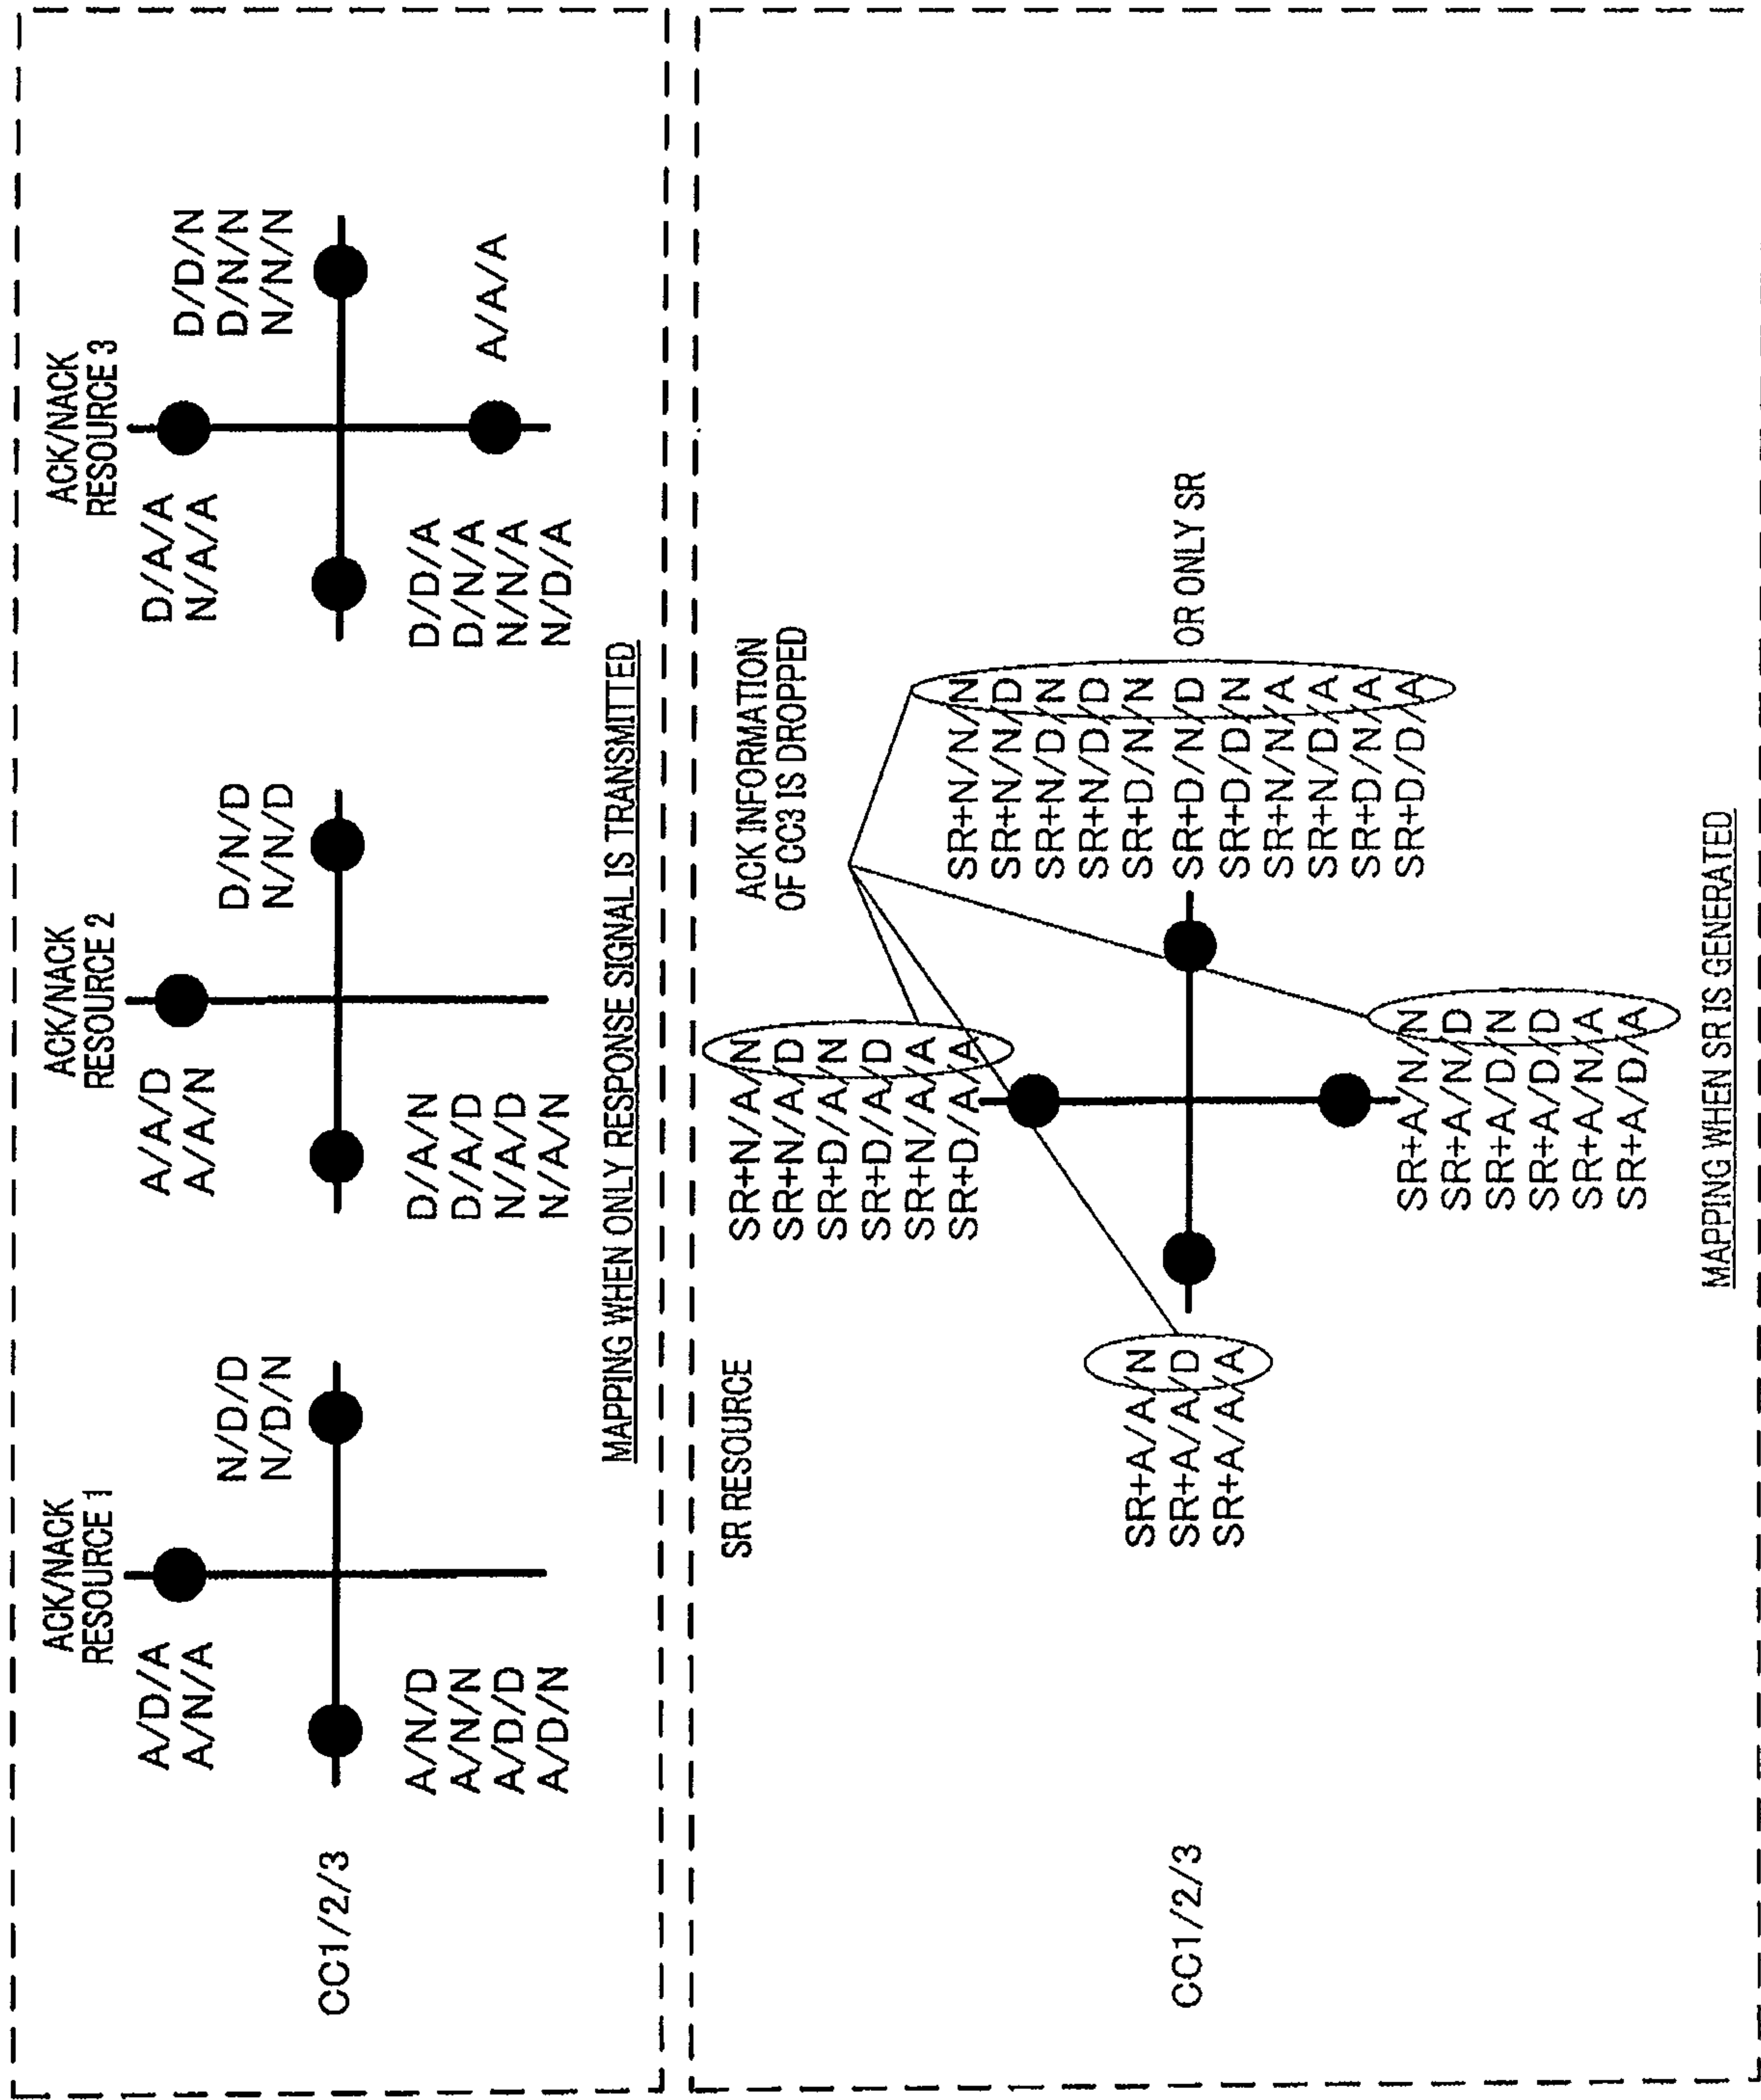 CC1/2/3
ACK/NACK
RESOURCE 1
A/D/A
A/N/A
N/D/D
N/D/N
A/N/D
A/N/N
A/D/D
A/D/N
ACK/NACK
RESOURCE 2
A/A/D
A/A/N
D/N/D
N/N/D
D/A/N
D/A/D
N/A/D
N/A/N
ACK/NACK
RESOURCE 3
D/A/A
N/A/A
D/D/N
D/N/N
N/N/N
D/D/A
D/N/A
N/N/A
N/D/A
A/A/A
MAPPING WHEN ONLY RESPONSE SIGNAL IS TRANSMITTED
CC1/2/3
SR RESOURCE
SR+N/A/N
SR+N/A/D
SR+D/A/N
SR+D/A/D
SR+N/A/A
SR+D/A/A
ACK INFORMATION
OF CC3 IS DROPPED
SR+A/A/N
SR+A/A/D
SR+A/A/A
SR+N/N/N
SR+N/N/D
SR+N/D/N
SR+N/D/D
SR+D/N/N
SR+D/N/D OR ONLY SR
SR+D/D/N
SR+N/N/A
SR+N/D/A
SR+D/N/A
SR+D/D/A
SR+A/N/N
SR+A/N/D
SR+A/D/N
SR+A/D/D
SR+A/N/A
SR+A/D/A
MAPPING WHEN SR IS GENERATED